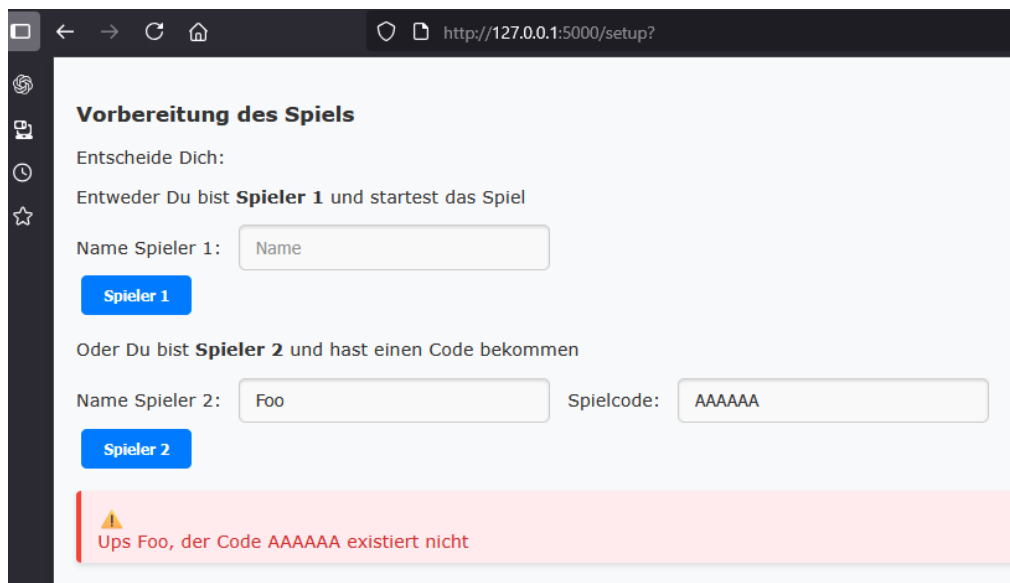 http://127.0.0.1:5000/setup?
Vorbereitung des Spiels
Entscheide Dich:
Entweder Du bist Spieler 1 und startest das Spiel
Name Spieler 1: Name
Spieler 1
Oder Du bist Spieler 2 und hast einen Code bekommen
Name Spieler 2: Foo Spielcode: AAAAAA
Spieler 2
Ups Foo, der Code AAAAAA existiert nicht